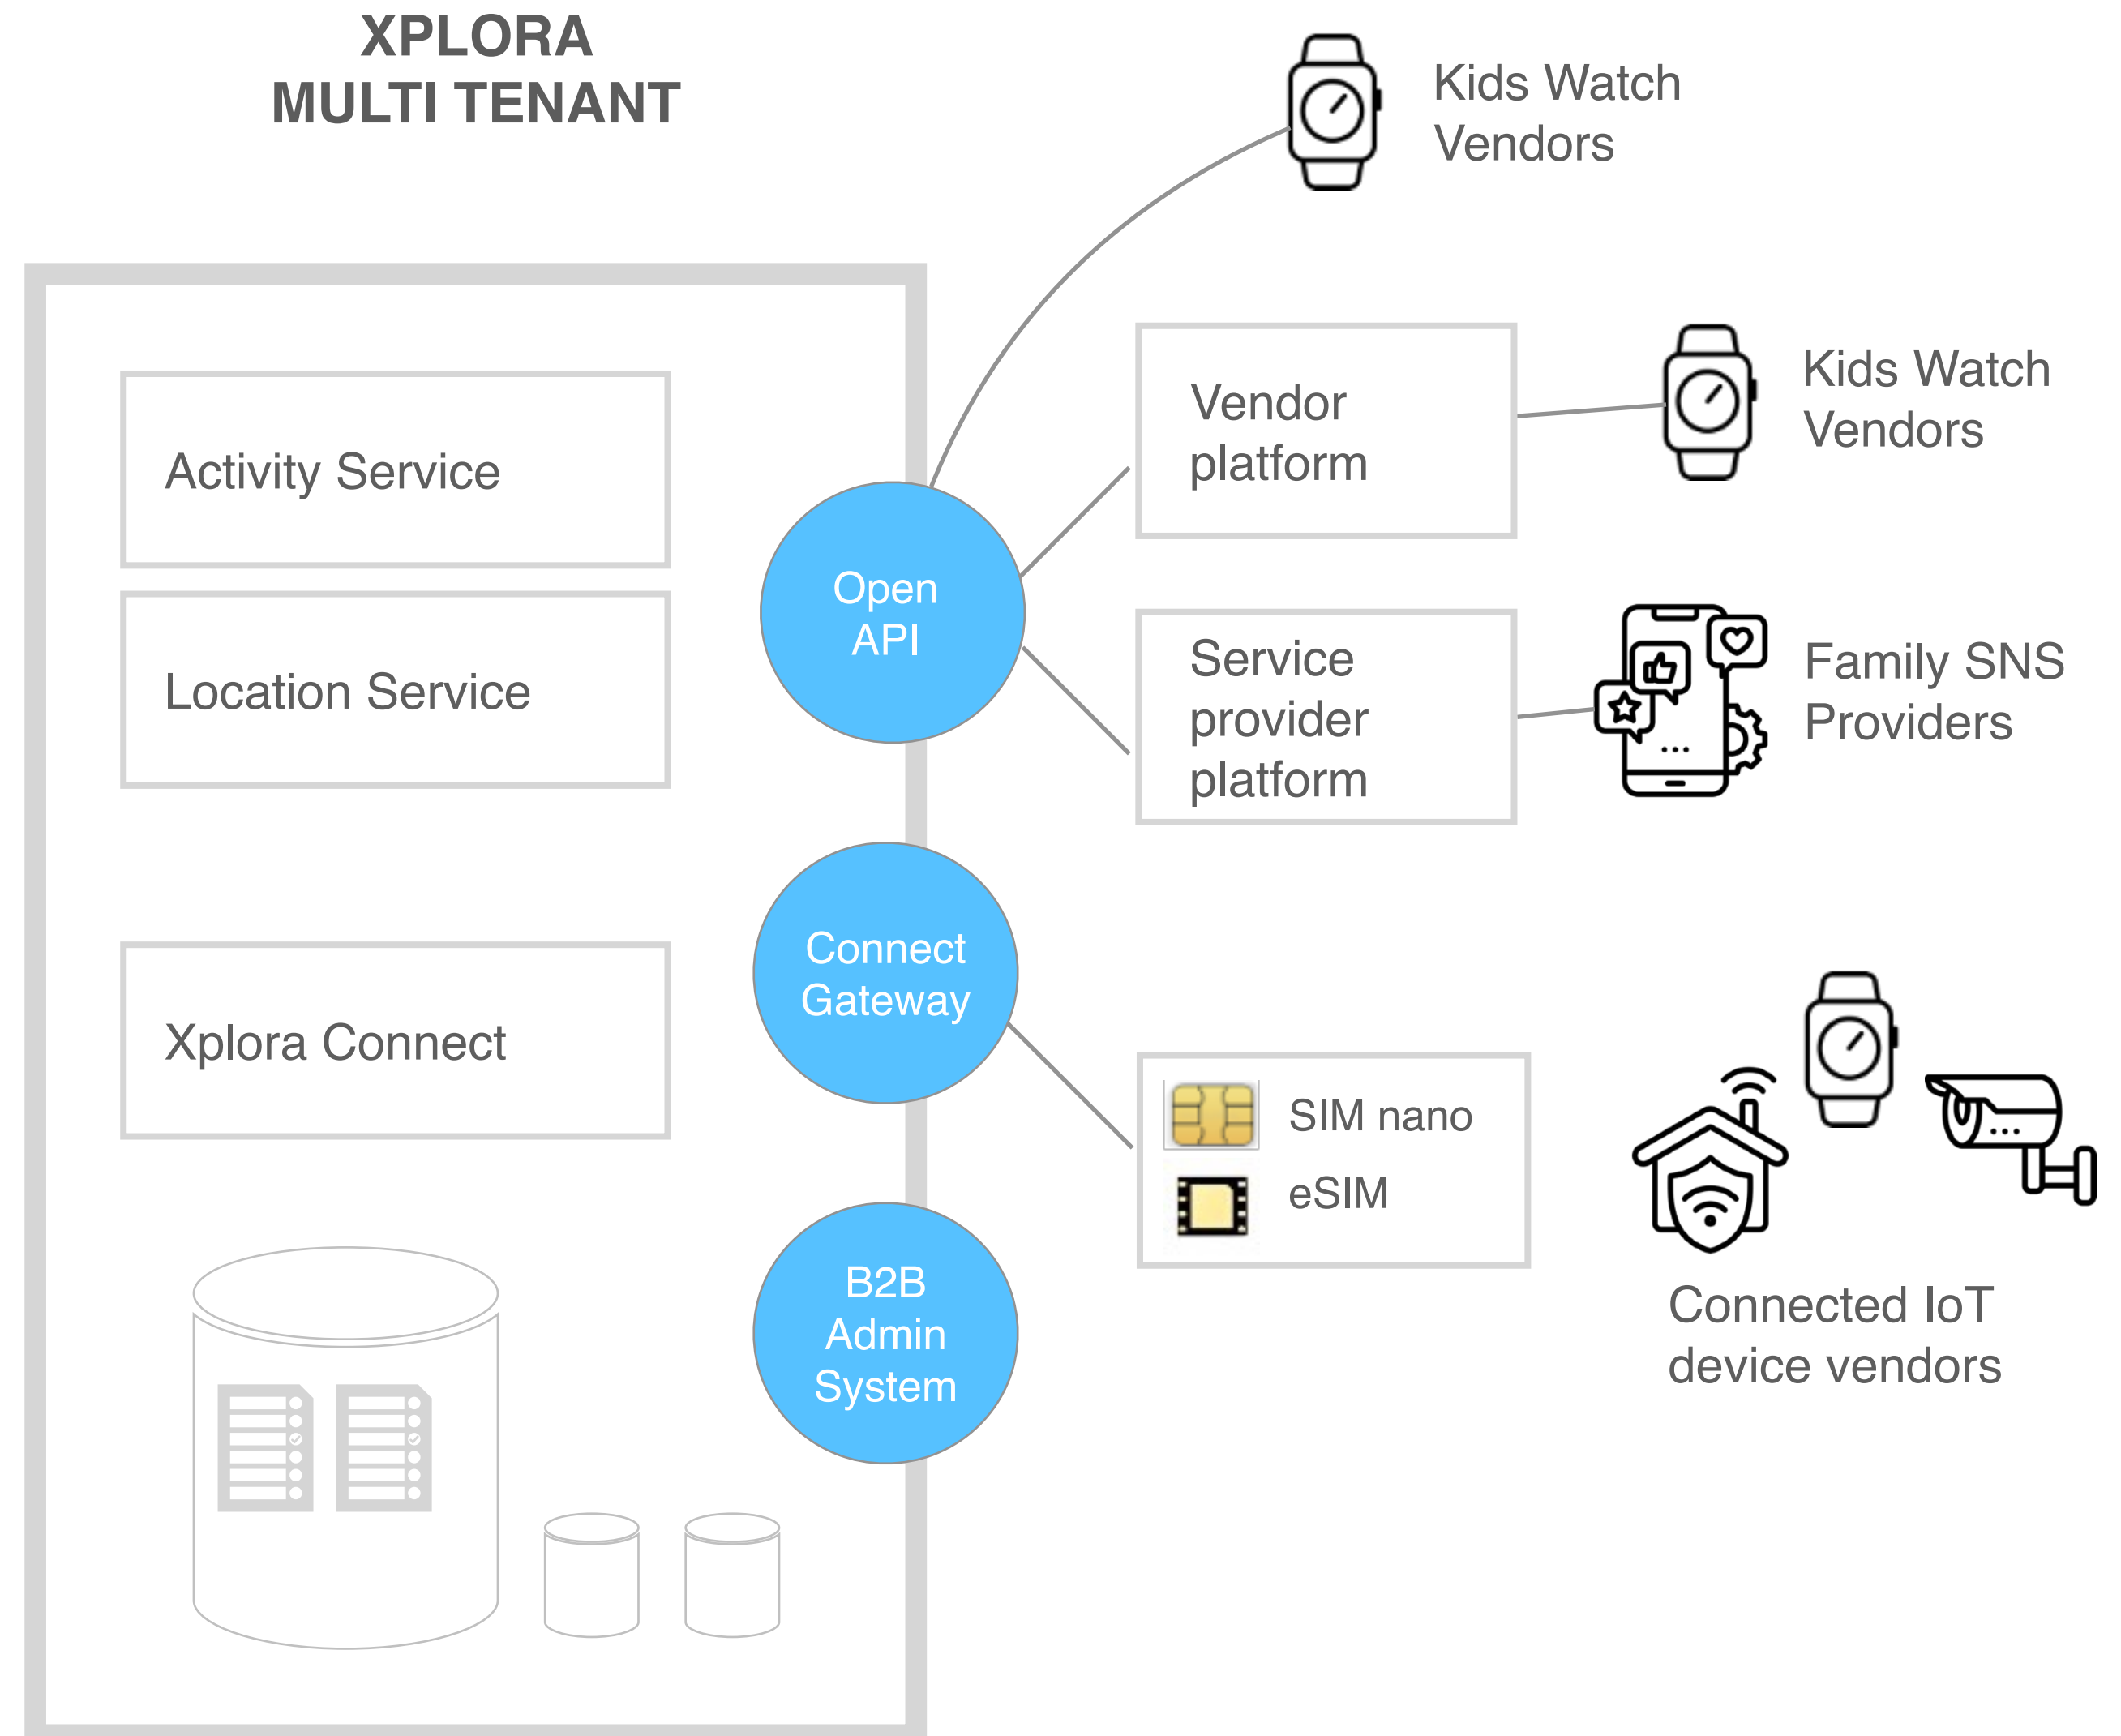 XPLORA
MULTI TENANT
Kids Watch
Vendors
Activity Service
Location Service
Xplora Connect
Open
API
Connect
Gateway
B2B
Admin
System
Vendor
platform
Kids Watch
Vendors
Service
provider
platform
Family SNS
Providers
SIM nano
eSIM
Connected IoT
device vendors